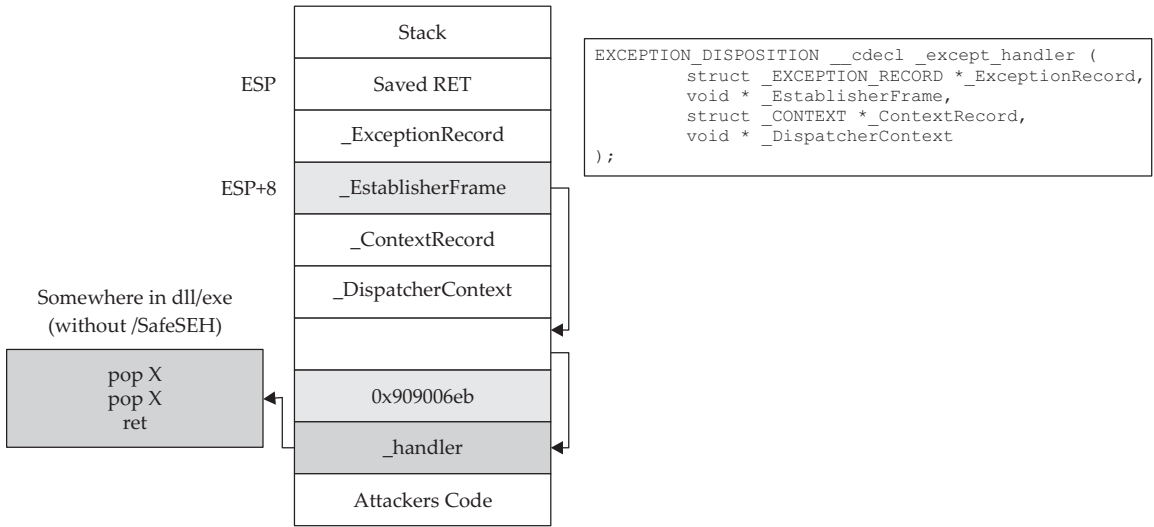 Stack
ESP
Saved RET
_ExceptionRecord
ESP+8
_EstablisherFrame
_ContextRecord
_DispatcherContext
Somewhere in dll/exe
(without /SafeSEH)
pop X
pop X
ret
0x909006eb
_handler
Attackers Code
EXCEPTION_DISPOSITION __cdecl _except_handler (
struct _EXCEPTION_RECORD *_ExceptionRecord,
void * _EstablisherFrame,
struct _CONTEXT *_ContextRecord,
void * _DispatcherContext
);